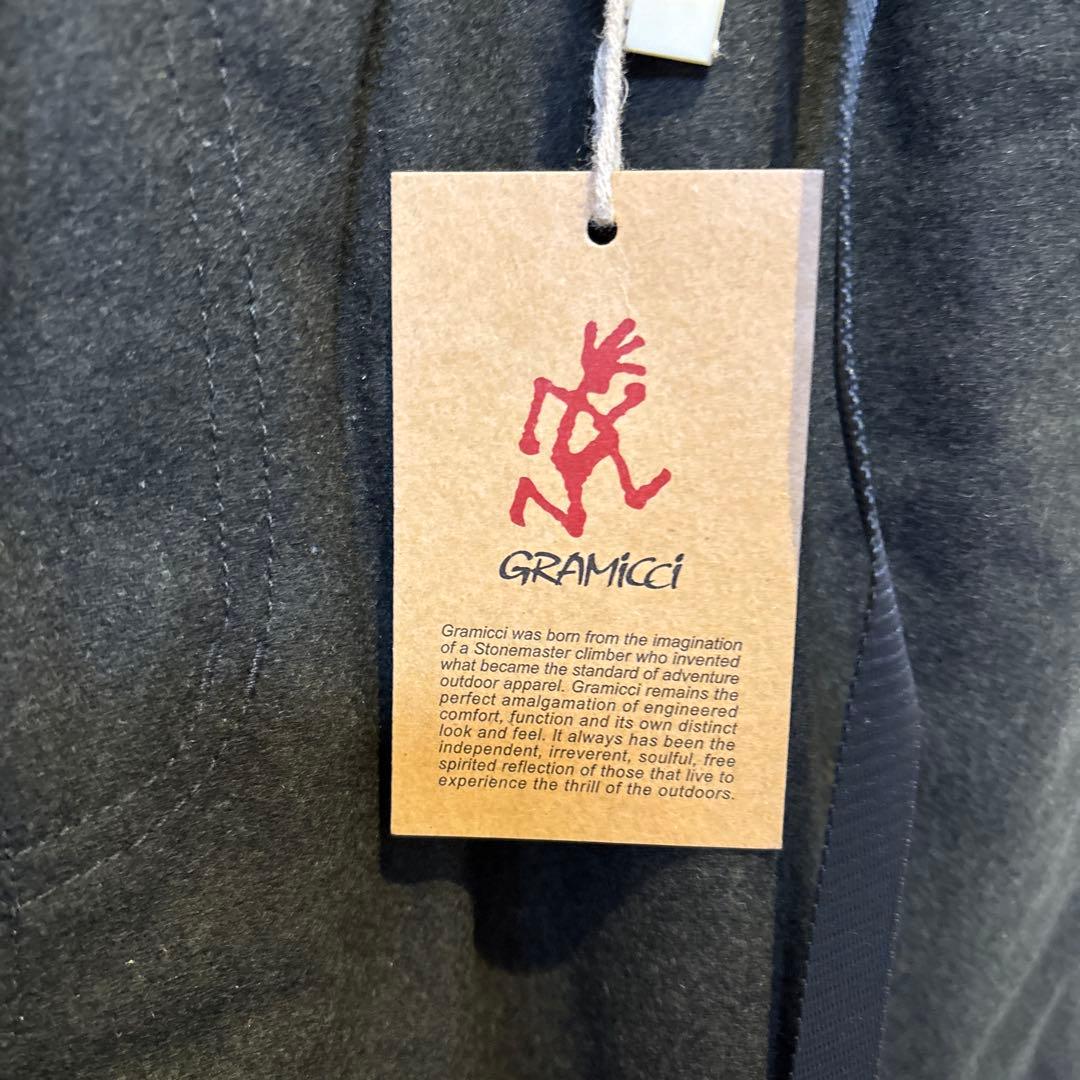 GRAMiCCi
Gramicci was born from the imagination
of a Stonemaster climber who invented
what became the standard of adventure
outdoor apparel. Gramicci remains the
perfect amalgamation of engineered
comfort, function and its own distinct
look and feel. It always has been the
independent, irreverent, soulful, free
spirited reflection of those that live to
experience the thrill of the outdoors.